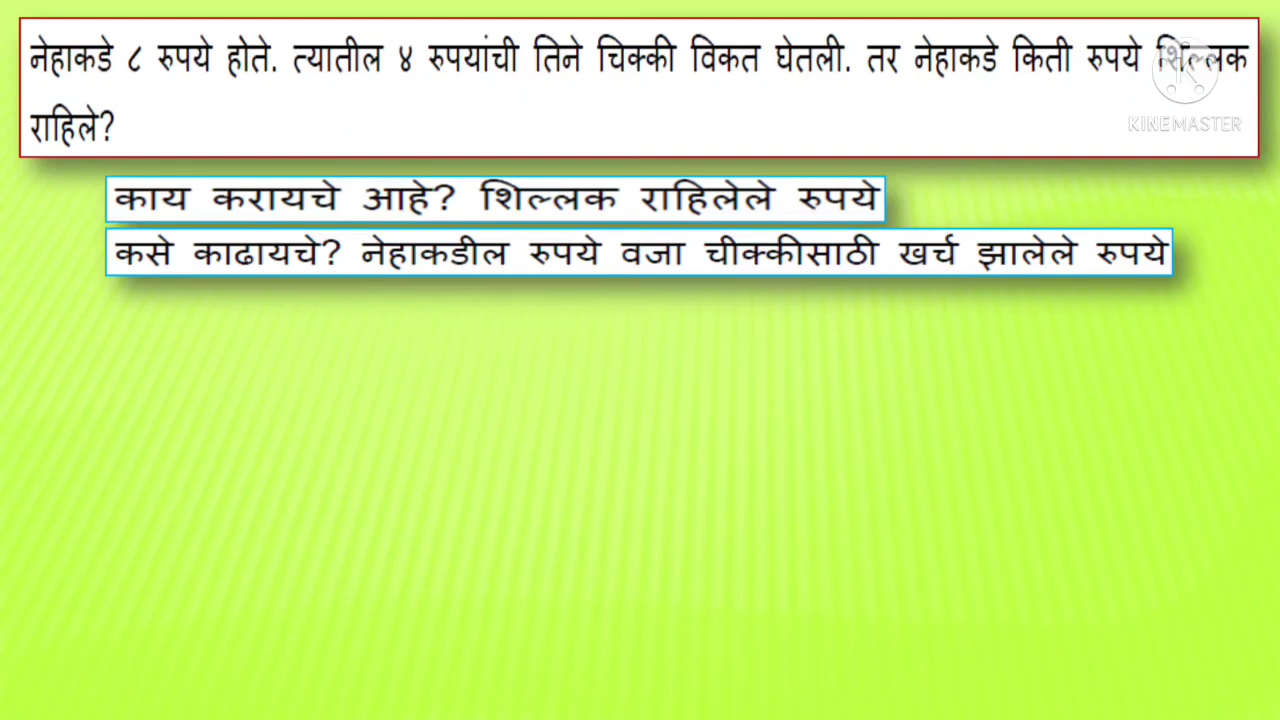 नेहाकडे ८ रुपये होते. त्यातील ४ रुपयांची तिने चिक्की विकत घेतली. तर नेहाकडे किती रुपये शिल्लक
राहिले?
KINEMASTER
काय करायचे आहे? शिल्लक राहिलेले रुपये
कसे काढायचे? नेहाकडील रुपये वजा चीक्कीसाठी खर्च झालेले रुपये